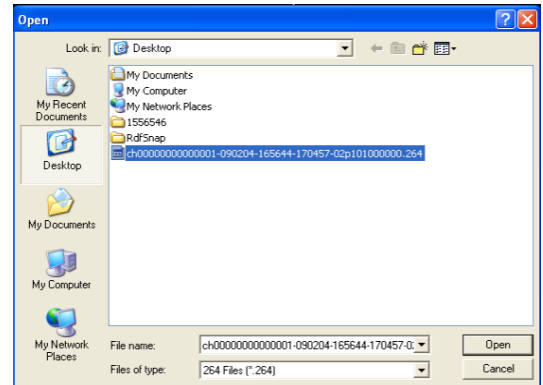 Open
Look in:
Desktop
My Recent
Documents
Desktop
My Documents
My Computer
My Network
Places
My Documents
My Computer
My Network Places
1556546
RdfSnap
ch00000000000001-090204-165644-170457-02p101000000.264
File name:
ch00000000000001-090204-165644-170457-0
Open
Files of type:
264 Files (*.264)
Cancel